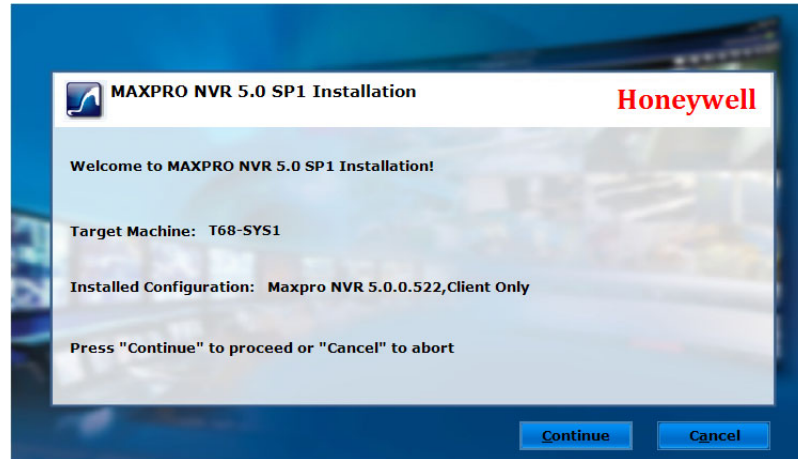 MAXPRO NVR 5.0 SP1 Installation
Honeywell
Welcome to MAXPRO NVR 5.0 SP1 Installation!
Target Machine: T68-SYS1
Installed Configuration: Maxpro NVR 5.0.0.522,Client Only
Press "Continue" to proceed or "Cancel" to abort
Continue
Cancel